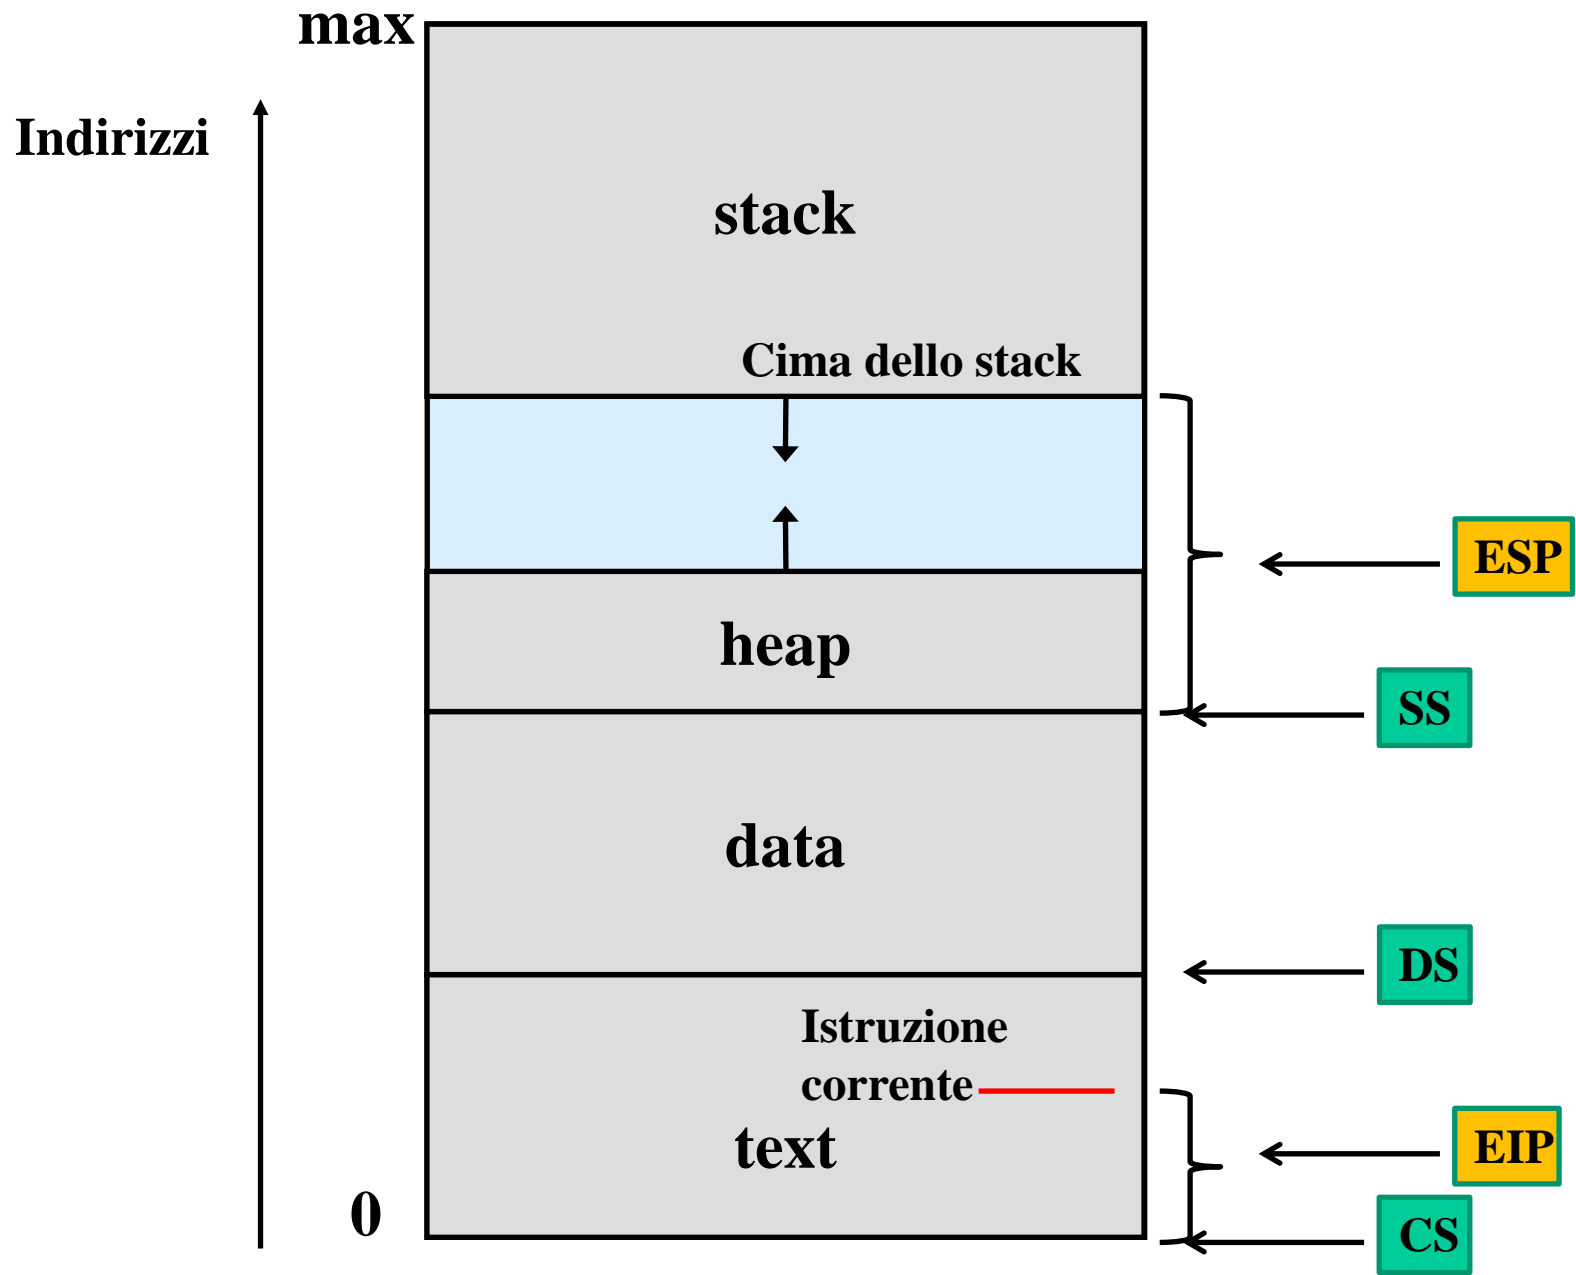 max
Indirizzi
stack
Cima dello stack
ESP
heap
SS
data
DS
Istruzione
corrente
text
EIP
0
CS